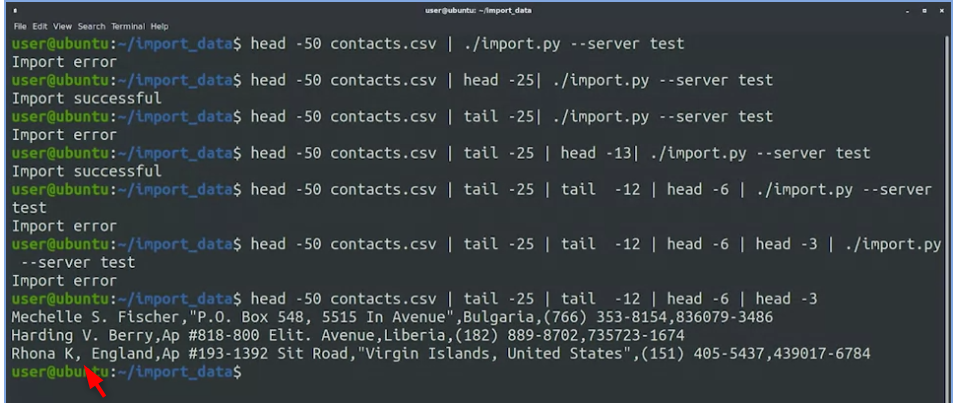 user@ubuntu: ~/import_data
File Edit View Search Terminal Help
user@ubuntu:~/import_data$ head -50 contacts.csv | ./import.py --server test
Import error
user@ubuntu:~/import_data$ head -50 contacts.csv | head -25| ./import.py --server test
Import successful
user@ubuntu:~/import_data$ head -50 contacts.csv | tail -25| ./import.py --server test
Import error
user@ubuntu:~/import_data$ head -50 contacts.csv | tail -25 | head -13| ./import.py --server test
Import successful
user@ubuntu:~/import_data$ head -50 contacts.csv | tail -25 | tail  -12 | head -6 | ./import.py --server
test
Import error
user@ubuntu:~/import_data$ head -50 contacts.csv | tail -25 | tail  -12 | head -6 | head -3 | ./import.py
 --server test
Import error
user@ubuntu:~/import_data$ head -50 contacts.csv | tail -25 | tail  -12 | head -6 | head -3
Mechelle S. Fischer,"P.O. Box 548, 5515 In Avenue",Bulgaria,(766) 353-8154,836079-3486
Harding V. Berry,Ap #818-800 Elit. Avenue,Liberia,(182) 889-8702,735723-1674
Rhona K, England,Ap #193-1392 Sit Road,"Virgin Islands, United States",(151) 405-5437,439017-6784
user@ubuntu:~/import_data$